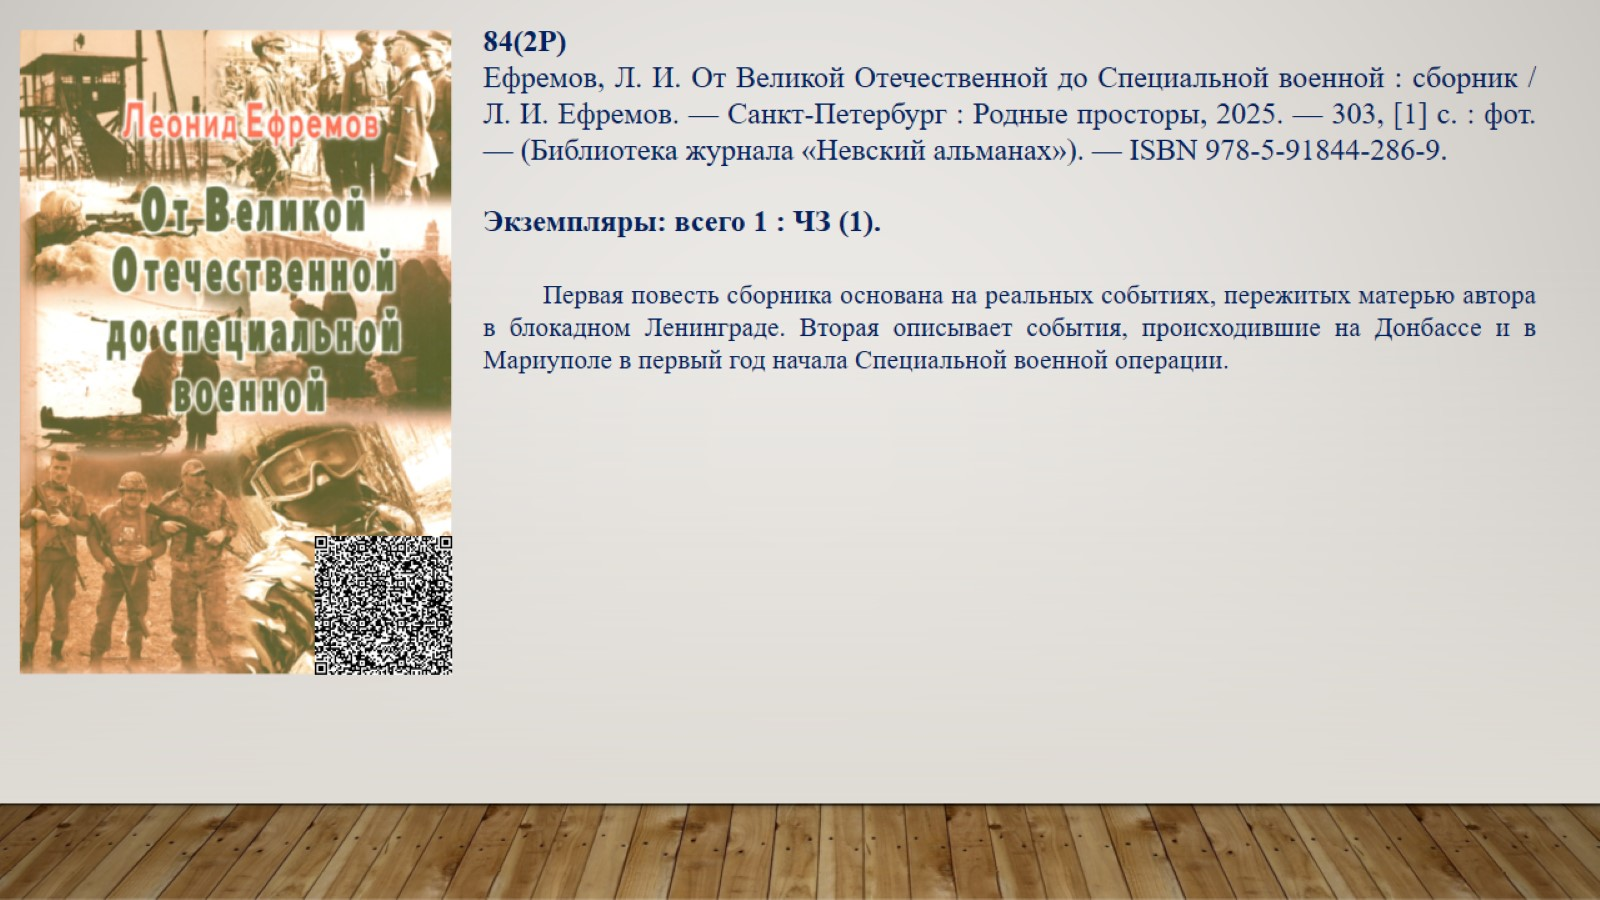 Леонид Ефремов
От Великой
Отечественной
до специальной
военной
84(2Р)
Ефремов, Л. И. От Великой Отечественной до Специальной военной : сборник /
Л. И. Ефремов. — Санкт-Петербург : Родные просторы, 2025. — 303, [1] с. : фот.
— (Библиотека журнала «Невский альманах»). — ISBN 978-5-91844-286-9.
Экземпляры: всего 1 : ЧЗ (1).
Первая повесть сборника основана на реальных событиях, пережитых матерью автора
в блокадном Ленинграде. Вторая описывает события, происходившие на Донбассе и в
Мариуполе в первый год начала Специальной военной операции.